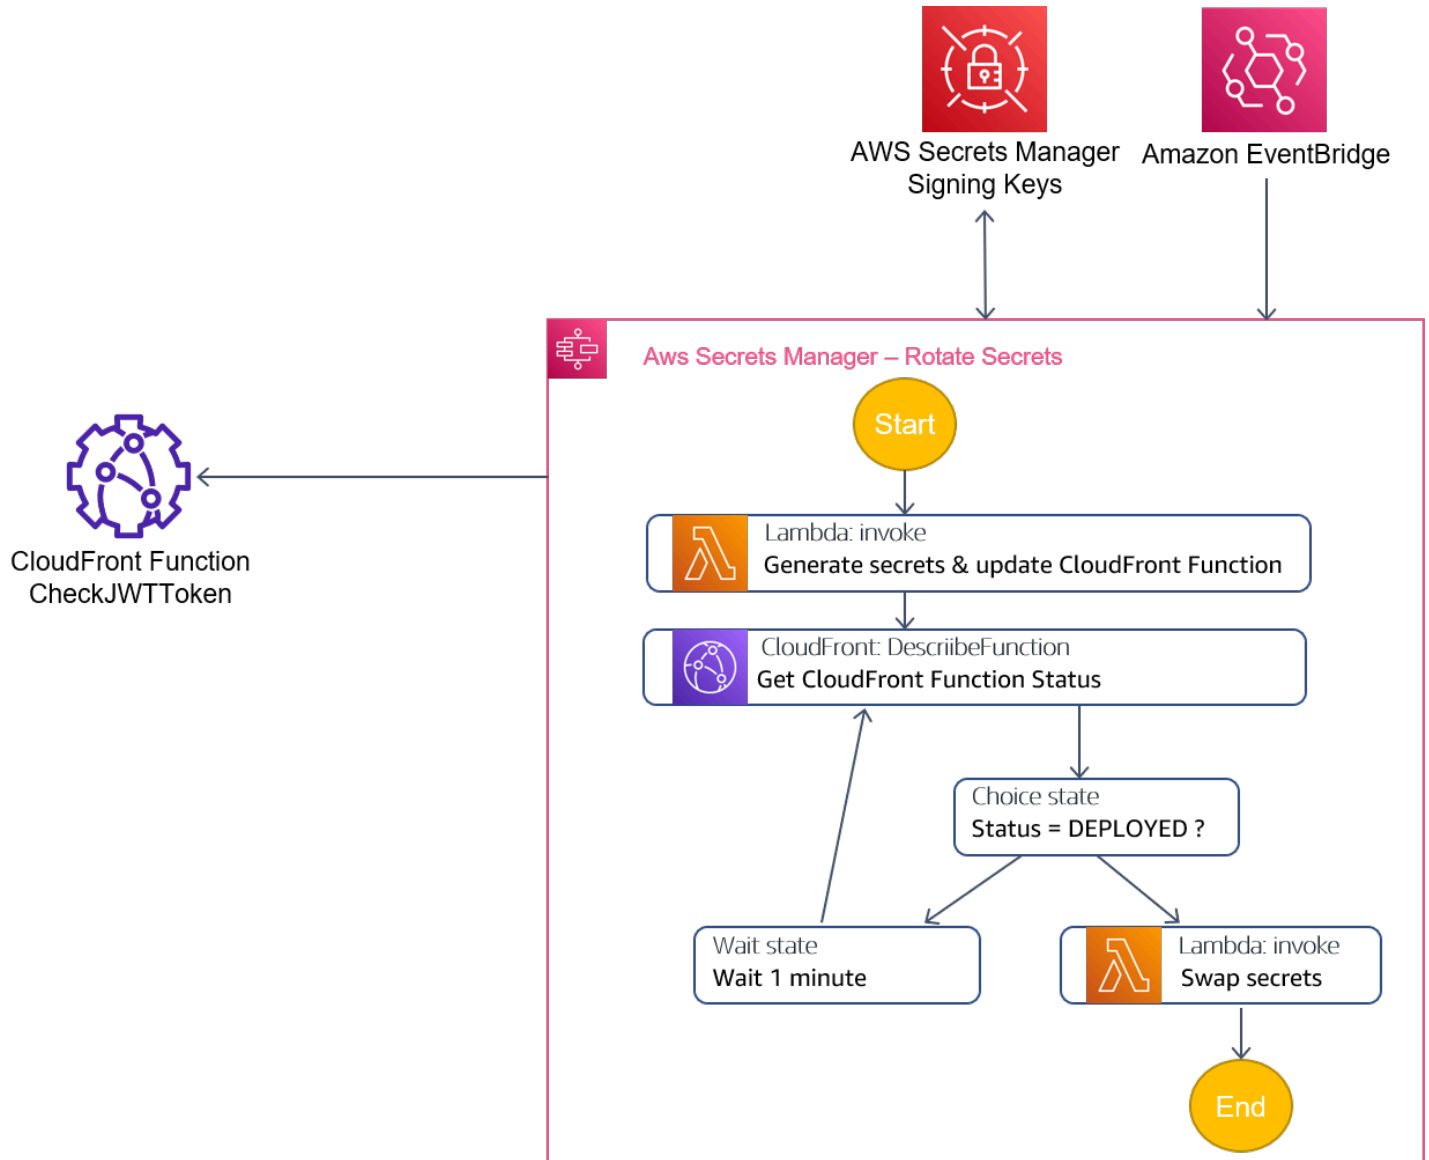 AWS Secrets Manager
Signing Keys
Amazon EventBridge
Aws Secrets Manager – Rotate Secrets
Start
CloudFront Function
CheckJWTToken
Lambda: invoke
Generate secrets & update CloudFront Function
CloudFront: DescriibeFunction
Get CloudFront Function Status
Choice state
Status = DEPLOYED ?
Wait state
Wait 1 minute
Lambda: invoke
Swap secrets
End